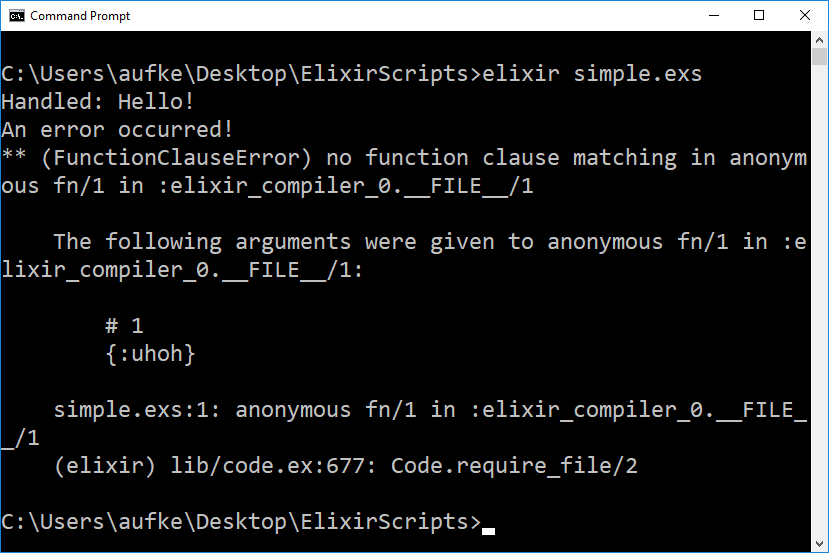 Command Prompt
C:\Users\aufke\Desktop\ElixirScripts>elixir simple.exs
Handled: Hello!
An error occurred!
** (FunctionClauseError) no function clause matching in anonym
ous fn/1 in :elixir_compiler_0.__FILE__/1
The following arguments were given to anonymous fn/1 in :e
lixir_compiler_0.__FILE__/1:
# 1
{:uhoh}
simple.exs:1: anonymous fn/1 in :elixir_compiler_0.__FILE_
_/1
(elixir) lib/code.ex:677: Code.require_file/2
C:\Users\aufke\Desktop\ElixirScripts>